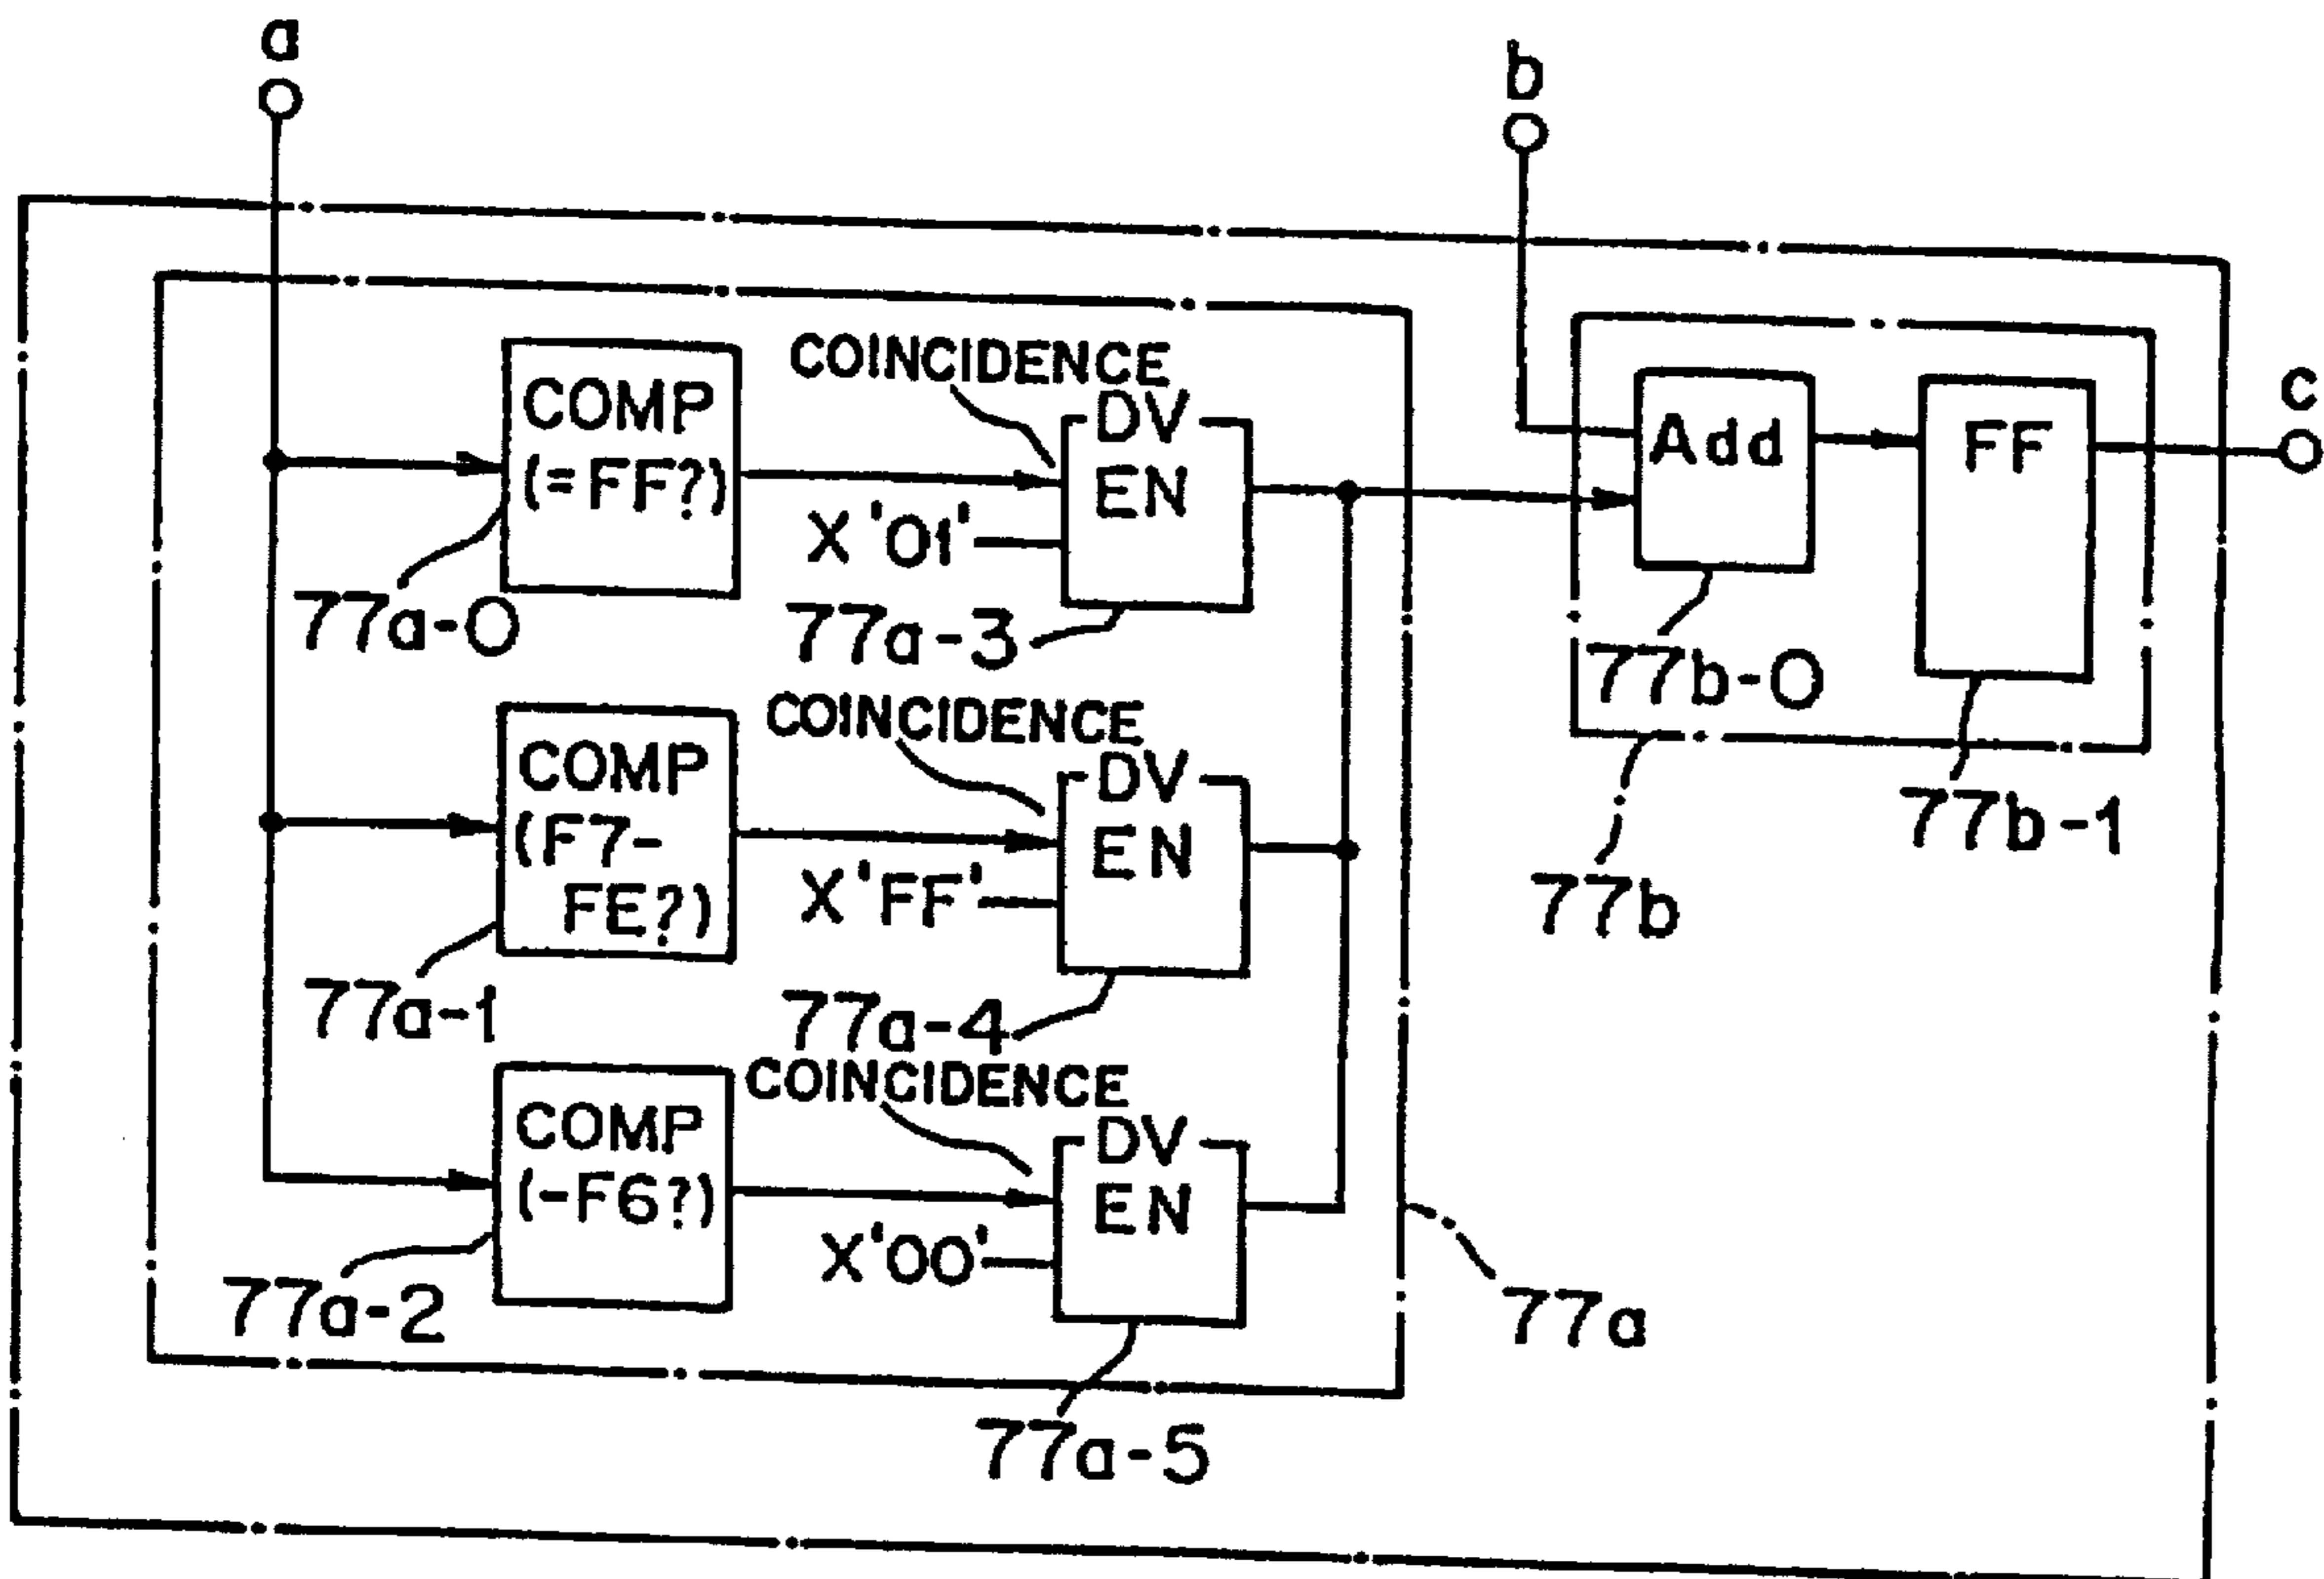 a
b
COINCIDENCE
COMP
(=FF?)
DV
EN
X'01'
77a-0
77a-3
Add
FF
c
77b-0
77b-1
77b
COINCIDENCE
COMP
(F7-
FE?)
DV
EN
X'FF'
77a-1
77a-4
COINCIDENCE
COMP
(-F6?)
DV
EN
X'00'
77a-2
77a
77a-5